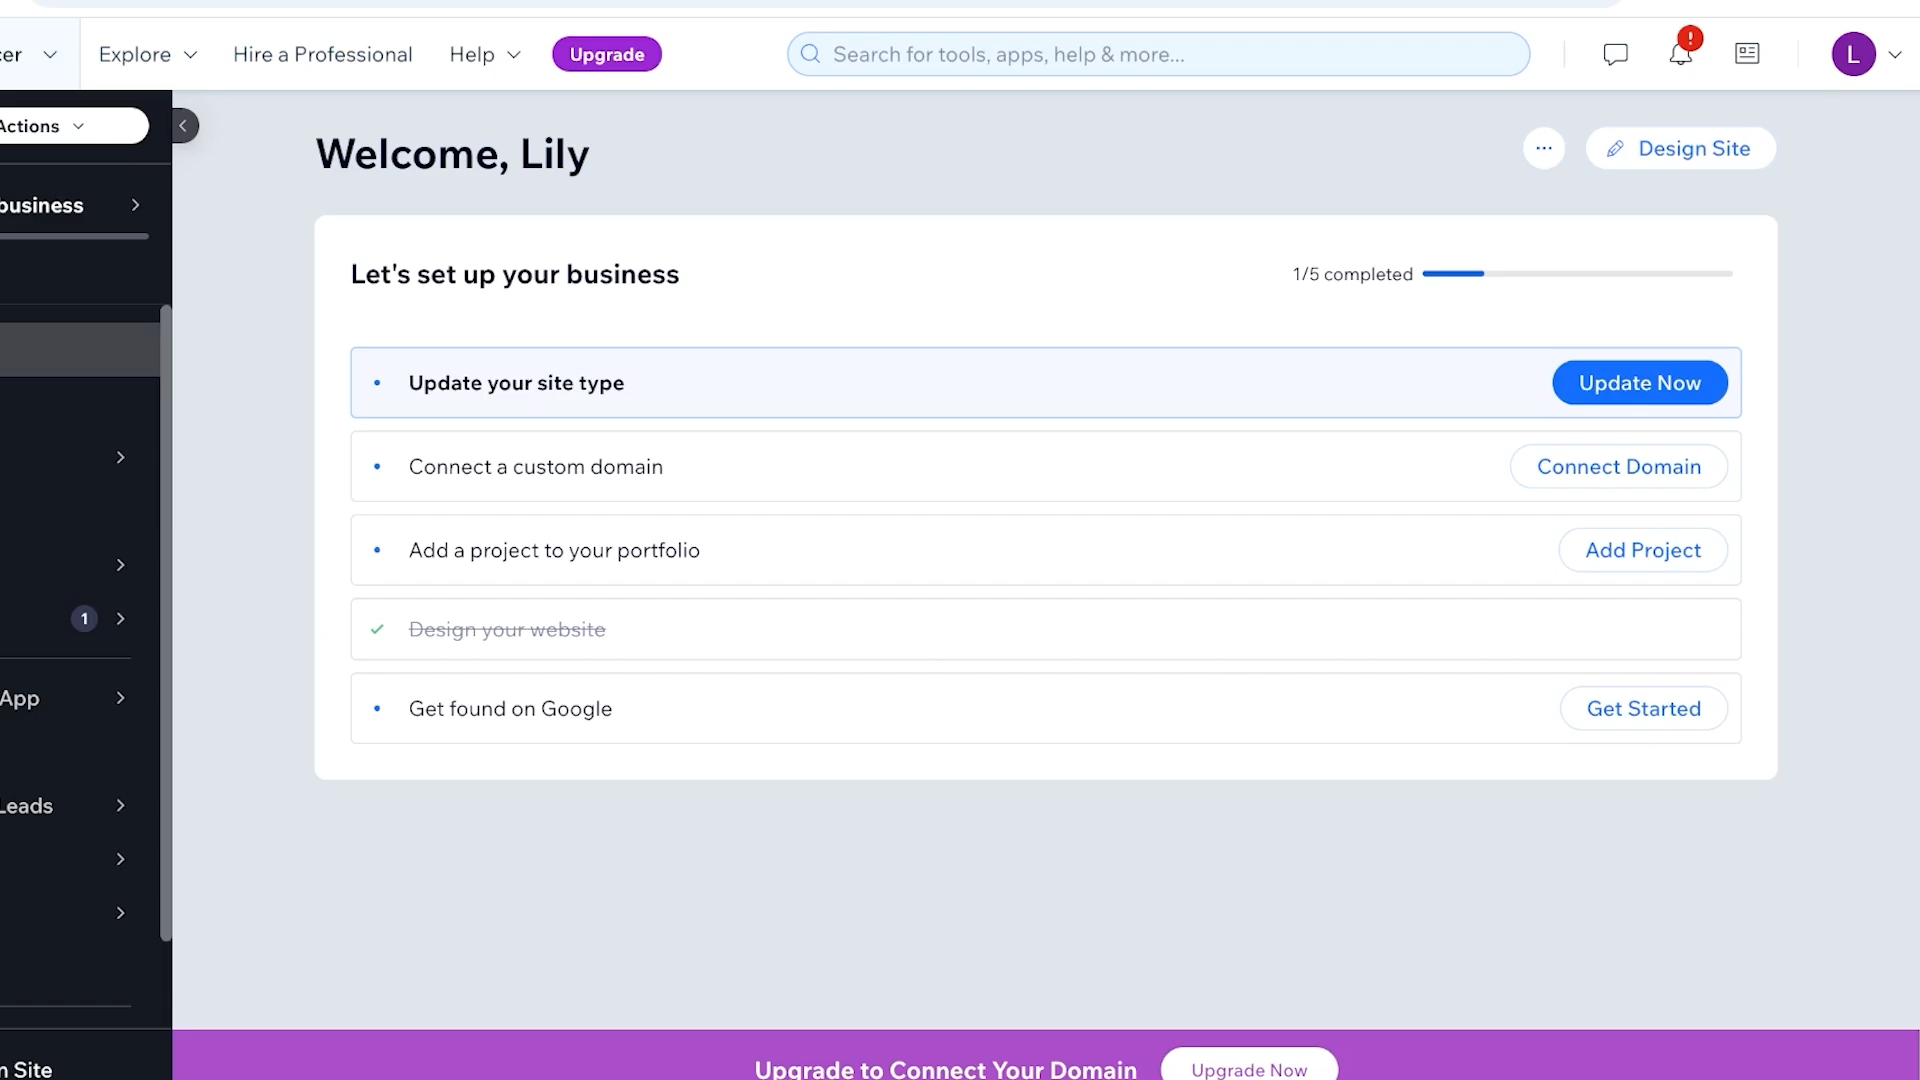 cer
Explore
Hire a Professional
Help
Upgrade
Search for tools, apps, help & more...
!
L
Actions
Welcome, Lily
...
Design Site
business
Let's set up your business
1/5 completed
Update your site type
Update Now
Connect a custom domain
Connect Domain
Add a project to your portfolio
Add Project
1
Design your website
App
Get found on Google
Get Started
Leads
n Site
Upgrade to Connect Your Domain
Upgrade Now